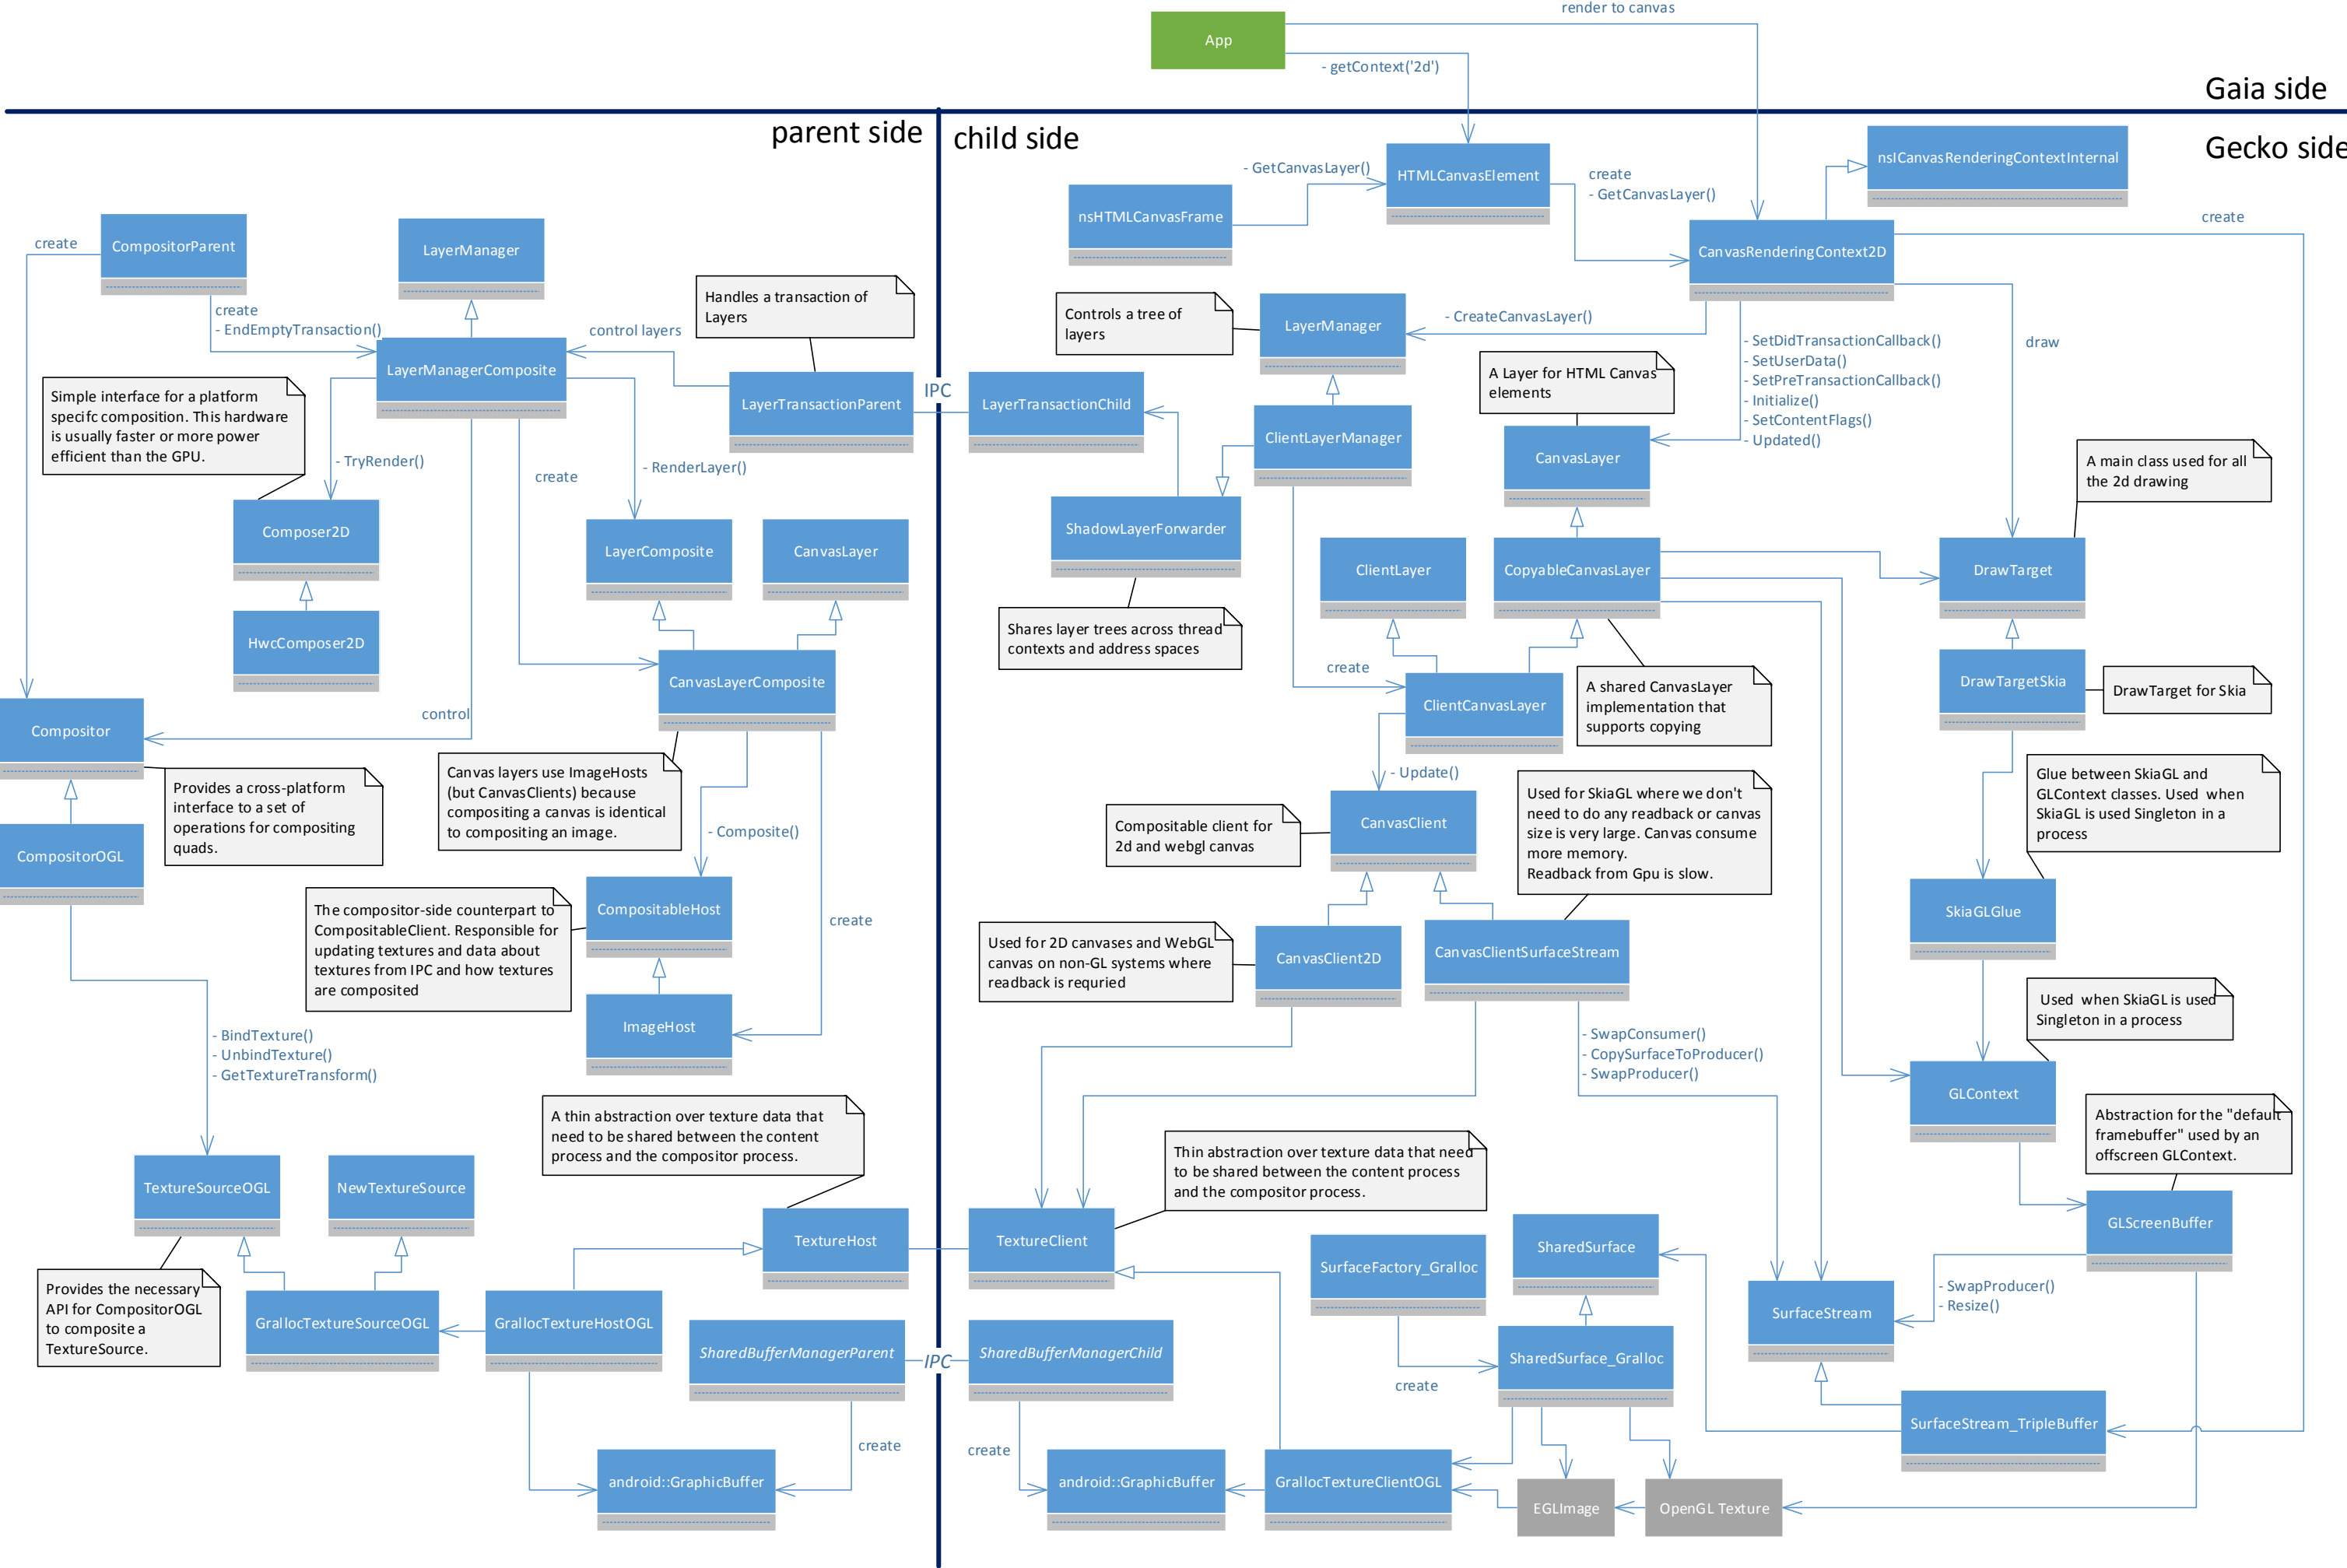 render to canvas
App
- getContext('2d')
Gaia side
parent side
child side
Gecko side
nsICanvasRenderingContextInternal
- GetCanvasLayer()
HTMLCanvasElement
create
- GetCanvasLayer()
nsHTMLCanvasFrame
create
CanvasRenderingContext2D
CompositorParent
create
LayerManager
create
- EndEmptyTransaction()
Handles a transaction of
Layers
control layers
Controls a tree of
layers
LayerManager
- CreateCanvasLayer()
- SetDidTransactionCallback()
- SetUserData()
- SetPreTransactionCallback()
- Initialize()
- SetContentFlags()
- Updated()
draw
LayerManagerComposite
Simple interface for a platform
specifc composition. This hardware
is usually faster or more power
efficient than the GPU.
LayerTransactionParent
IPC
LayerTransactionChild
A Layer for HTML Canvas
elements
ClientLayerManager
CanvasLayer
A main class used for all
the 2d drawing
- TryRender()
create
- RenderLayer()
Composer2D
LayerComposite
CanvasLayer
ShadowLayerForwarder
ClientLayer
CopyableCanvasLayer
DrawTarget
HwcComposer2D
Shares layer trees across thread
contexts and address spaces
create
CanvasLayerComposite
ClientCanvasLayer
A shared CanvasLayer
implementation that
supports copying
DrawTargetSkia
DrawTarget for Skia
control
Compositor
Provides a cross-platform
interface to a set of
operations for compositing
quads.
Canvas layers use ImageHosts
(but CanvasClients) because
compositing a canvas is identical
to compositing an image.
- Update()
Used for SkiaGL where we don't
need to do any readback or canvas
size is very large. Canvas consume
more memory.
Readback from Gpu is slow.
Glue between SkiaGL and
GLContext classes. Used  when
SkiaGL is used Singleton in a
process
CompositorOGL
- Composite()
Compositable client for
2d and webgl canvas
CanvasClient
The compositor-side counterpart to
CompositableClient. Responsible for
updating textures and data about
textures from IPC and how textures
are composited
CompositableHost
create
SkiaGLGlue
Used for 2D canvases and WebGL
canvas on non-GL systems where
readback is requried
CanvasClient2D
CanvasClientSurfaceStream
ImageHost
Used  when SkiaGL is used
Singleton in a process
- BindTexture()
- UnbindTexture()
- GetTextureTransform()
- SwapConsumer()
- CopySurfaceToProducer()
- SwapProducer()
GLContext
A thin abstraction over texture data that
need to be shared between the content
process and the compositor process.
Thin abstraction over texture data that need
to be shared between the content process
and the compositor process.
Abstraction for the "default
framebuffer" used by an
offscreen GLContext.
TextureSourceOGL
NewTextureSource
TextureHost
TextureClient
SurfaceFactory_Gralloc
SharedSurface
GLScreenBuffer
- SwapProducer()
- Resize()
Provides the necessary
API for CompositorOGL
to composite a
TextureSource.
GrallocTextureSourceOGL
GrallocTextureHostOGL
SharedBufferManagerParent
IPC
SharedBufferManagerChild
SharedSurface_Gralloc
SurfaceStream
create
SurfaceStream_TripleBuffer
create
create
android::GraphicBuffer
android::GraphicBuffer
GrallocTextureClientOGL
EGLImage
OpenGL Texture